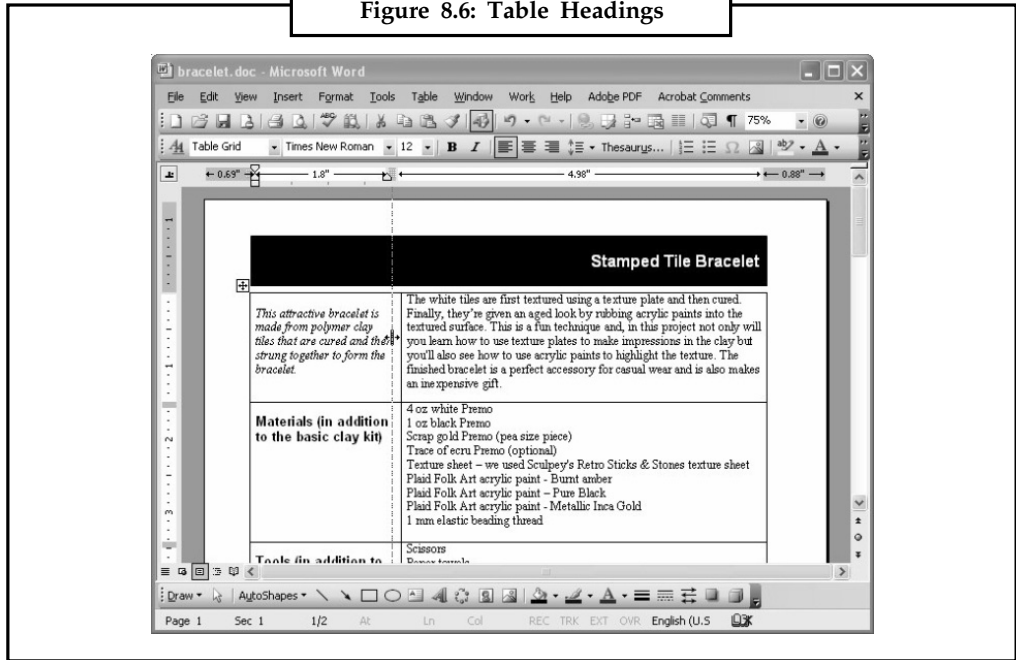 Figure 8.6: Table Headings
bracelet.doc - Microsoft Word
File Edit View Insert Format Tools Table Window Work Help Adobe PDF Acrobat Comments
75%
Table Grid Times New Roman 12 B I Thesaurus... A
0.69" 1.8" 4.98" 0.88"
Stamped Tile Bracelet
This attractive bracelet is
made from polymer clay
tiles that are cured and then
strung together to form the
bracelet.
The white tiles are first textured using a texture plate and then cured.
Finally, they're given an aged look by rubbing acrylic paints into the
textured surface. This is a fun technique and, in this project not only will
you learn how to use texture plates to make impressions in the clay but
you'll also see how to use acrylic paints to highlight the texture. The
finished bracelet is a perfect accessory for casual wear and is also makes
an inexpensive gift.
Materials (in addition
to the basic clay kit)
4 oz white Premo
1 oz black Premo
Scrap gold Premo (pea size piece)
Trace of ecru Premo (optional)
Texture sheet – we used Sculpey's Retro Sticks & Stones texture sheet
Plaid Folk Art acrylic paint - Burnt amber
Plaid Folk Art acrylic paint – Pure Black
Plaid Folk Art acrylic paint - Metallic Inca Gold
1 mm elastic beading thread
Tools (in addition to
Scissors
Paper towels
Draw AutoShapes A
Page 1 Sec 1 1/2 At Ln Col REC TRK EXT OVR English (U.S